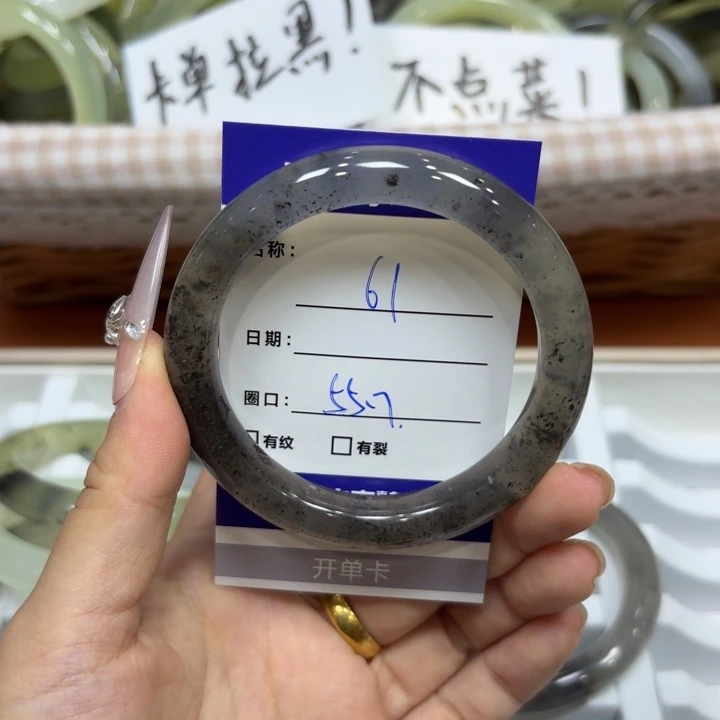 卡单拉黑!
不点菜!
名称: 61
日期:
圈口: 55.7.
有纹 □有裂
开单卡